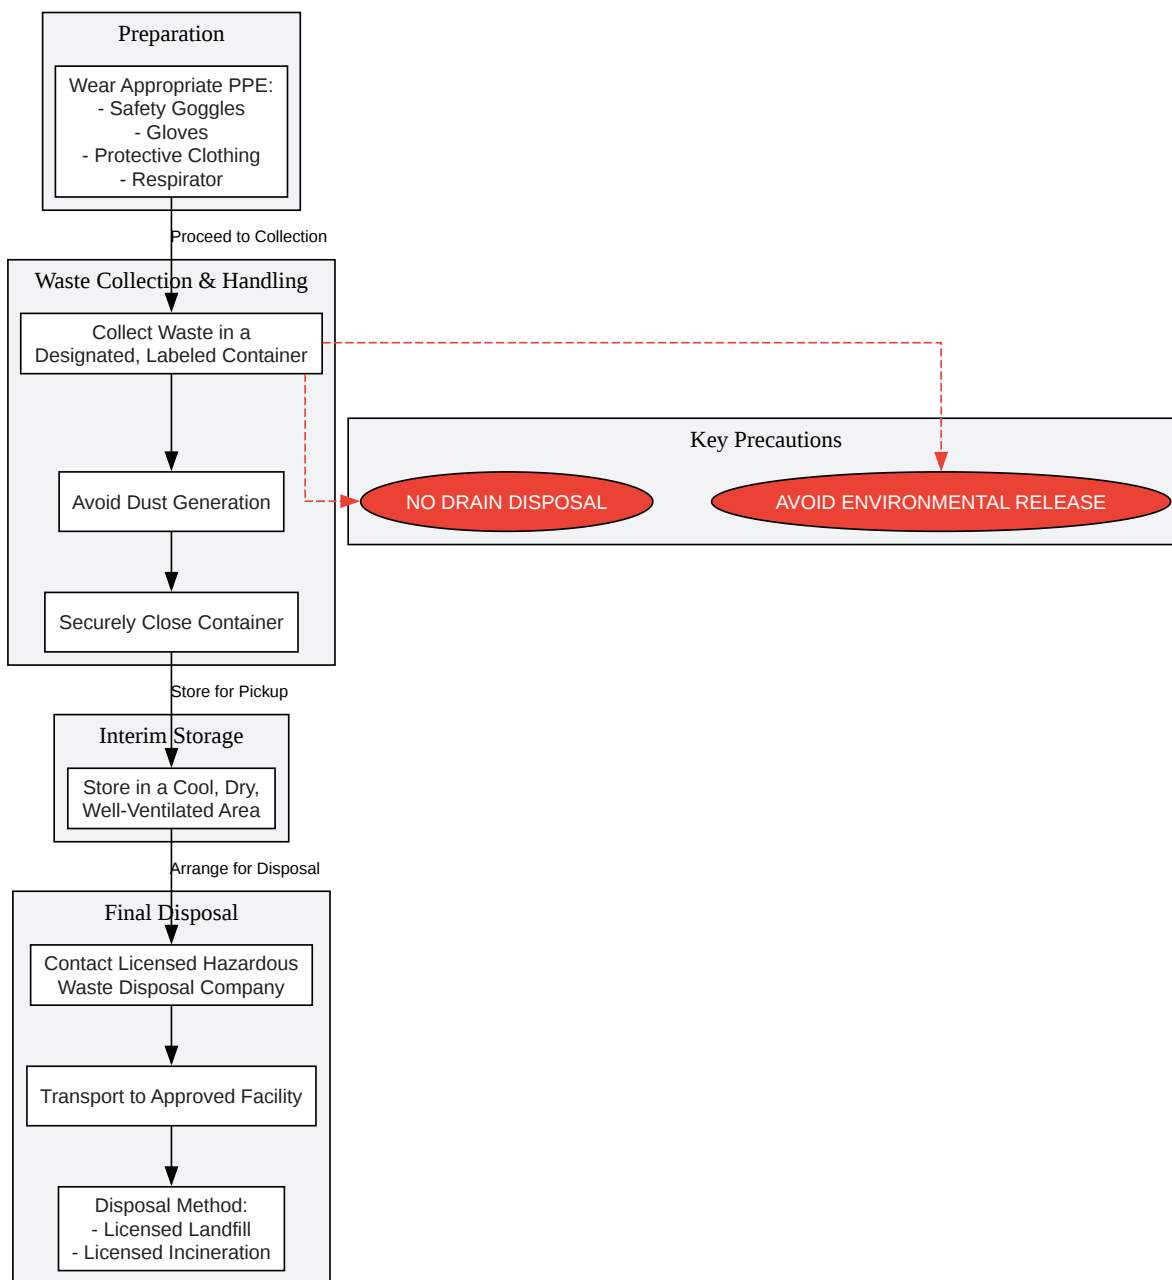 Preparation
Wear Appropriate PPE:
- Safety Goggles
- Gloves
- Protective Clothing
- Respirator
Proceed to Collection
Waste Collection & Handling
Collect Waste in a
Designated, Labeled Container
Avoid Dust Generation
Securely Close Container
Key Precautions
NO DRAIN DISPOSAL
AVOID ENVIRONMENTAL RELEASE
Store for Pickup
Interim Storage
Store in a Cool, Dry,
Well-Ventilated Area
Arrange for Disposal
Final Disposal
Contact Licensed Hazardous
Waste Disposal Company
Transport to Approved Facility
Disposal Method:
- Licensed Landfill
- Licensed Incineration